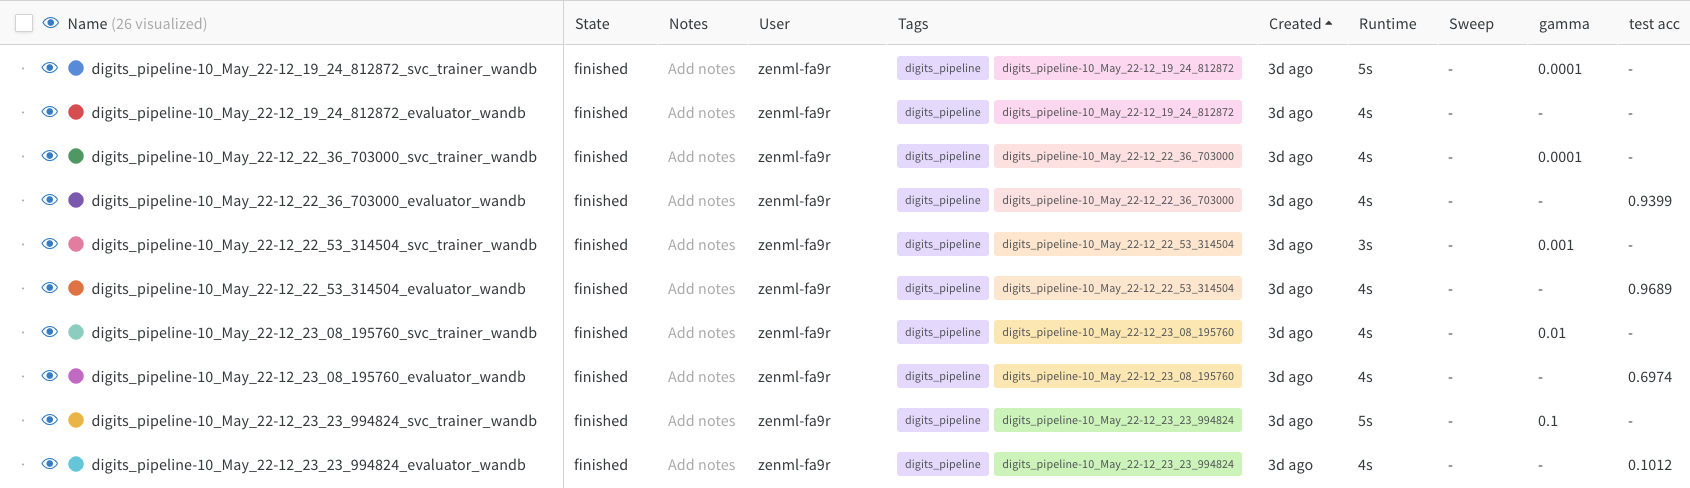 Name (26 visualized) State Notes User Tags Created Runtime Sweep gamma test acc
digits_pipeline-10_May_22-12_19_24_812872_svc_trainer_wandb finished Add notes zenml-fa9r digits_pipeline digits_pipeline-10_May_22-12_19_24_812872 3d ago 5s - 0.0001 -
digits_pipeline-10_May_22-12_19_24_812872_evaluator_wandb finished Add notes zenml-fa9r digits_pipeline digits_pipeline-10_May_22-12_19_24_812872 3d ago 4s - - -
digits_pipeline-10_May_22-12_22_36_703000_svc_trainer_wandb finished Add notes zenml-fa9r digits_pipeline digits_pipeline-10_May_22-12_22_36_703000 3d ago 4s - 0.0001 -
digits_pipeline-10_May_22-12_22_36_703000_evaluator_wandb finished Add notes zenml-fa9r digits_pipeline digits_pipeline-10_May_22-12_22_36_703000 3d ago 4s - - 0.9399
digits_pipeline-10_May_22-12_22_53_314504_svc_trainer_wandb finished Add notes zenml-fa9r digits_pipeline digits_pipeline-10_May_22-12_22_53_314504 3d ago 3s - 0.001 -
digits_pipeline-10_May_22-12_22_53_314504_evaluator_wandb finished Add notes zenml-fa9r digits_pipeline digits_pipeline-10_May_22-12_22_53_314504 3d ago 4s - - 0.9689
digits_pipeline-10_May_22-12_23_08_195760_svc_trainer_wandb finished Add notes zenml-fa9r digits_pipeline digits_pipeline-10_May_22-12_23_08_195760 3d ago 4s - 0.01 -
digits_pipeline-10_May_22-12_23_08_195760_evaluator_wandb finished Add notes zenml-fa9r digits_pipeline digits_pipeline-10_May_22-12_23_08_195760 3d ago 4s - - 0.6974
digits_pipeline-10_May_22-12_23_23_994824_svc_trainer_wandb finished Add notes zenml-fa9r digits_pipeline digits_pipeline-10_May_22-12_23_23_994824 3d ago 5s - 0.1 -
digits_pipeline-10_May_22-12_23_23_994824_evaluator_wandb finished Add notes zenml-fa9r digits_pipeline digits_pipeline-10_May_22-12_23_23_994824 3d ago 4s - - 0.1012